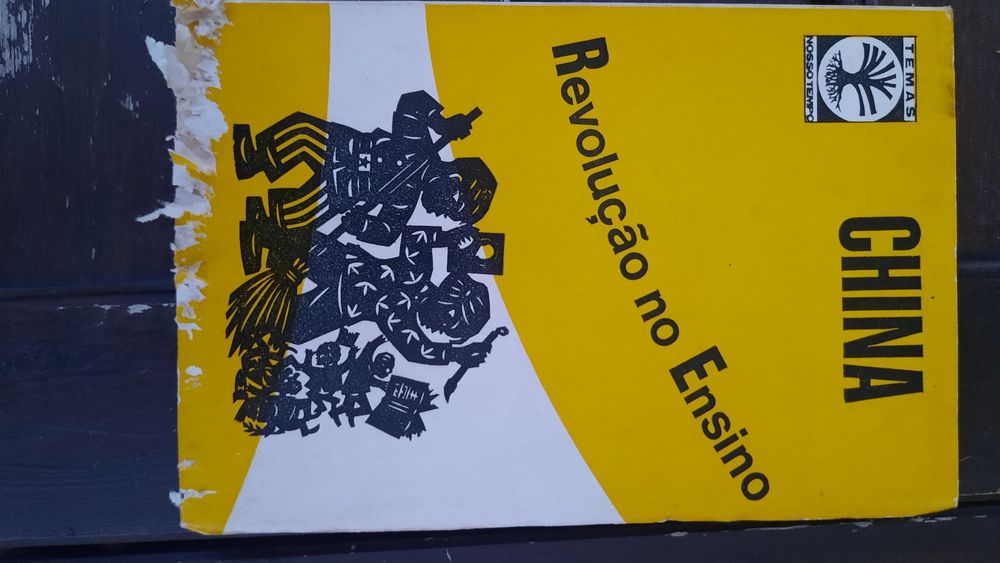 TEMAS
NOSSO TEMPO
CHINA
Revolução no Ensino